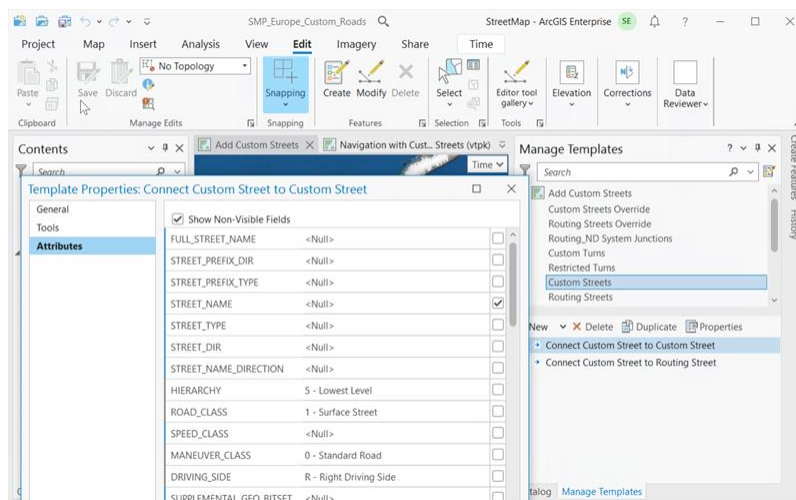 SMP_Europe_Custom_Roads
StreetMap - ArcGIS Enterprise SE ?
Project Map Insert Analysis View Edit Imagery Share Time
No Topology
Paste Save Discard Snapping Create Modify Delete Select Editor tool gallery Elevation Corrections Data Reviewer
Clipboard Manage Edits Snapping Features Selection Tools
Contents
Search
Add Custom Streets
Navigation with Cust... Streets (vtpk)
Time
Manage Templates ?
Search
Create Features
History
Add Custom Streets
Custom Streets Override
Routing Streets Override
Routing_ND System Junctions
Custom Turns
Restricted Turns
Custom Streets
Routing Streets
New Delete Duplicate Properties
Connect Custom Street to Custom Street
Connect Custom Street to Routing Street
Template Properties: Connect Custom Street to Custom Street
General
Tools
Attributes
Show Non-Visible Fields
FULL_STREET_NAME <Null>
STREET_PREFIX_DIR <Null>
STREET_PREFIX_TYPE <Null>
STREET_NAME <Null>
STREET_TYPE <Null>
STREET_DIR <Null>
STREET_NAME_DIRECTION <Null>
HIERARCHY 5 - Lowest Level
ROAD_CLASS 1 - Surface Street
SPEED_CLASS <Null>
MANEUVER_CLASS 0 - Standard Road
DRIVING_SIDE R - Right Driving Side
SUPPLEMENTAL_GEO_BITSET <Null>
talog Manage Templates